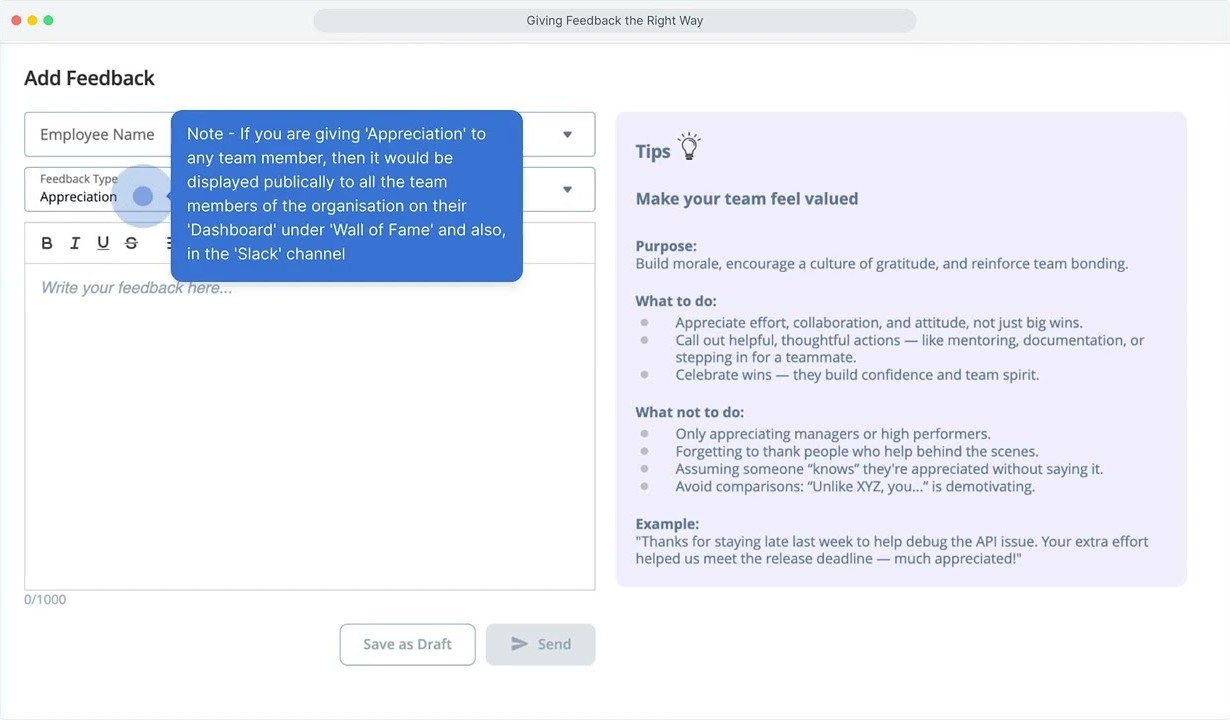 Giving Feedback the Right Way
Add Feedback
Employee Name
Feedback Type
Appreciation
Note - If you are giving 'Appreciation' to
any team member, then it would be
displayed publically to all the team
members of the organisation on their
'Dashboard' under 'Wall of Fame' and also,
in the 'Slack' channel
B I U S
Write your feedback here...
0/1000
Save as Draft
Send
Tips
Make your team feel valued
Purpose:
Build morale, encourage a culture of gratitude, and reinforce team bonding.
What to do:
Appreciate effort, collaboration, and attitude, not just big wins.
Call out helpful, thoughtful actions — like mentoring, documentation, or
stepping in for a teammate.
Celebrate wins — they build confidence and team spirit.
What not to do:
Only appreciating managers or high performers.
Forgetting to thank people who help behind the scenes.
Assuming someone “knows” they're appreciated without saying it.
Avoid comparisons: “Unlike XYZ, you...” is demotivating.
Example:
"Thanks for staying late last week to help debug the API issue. Your extra effort
helped us meet the release deadline — much appreciated!"